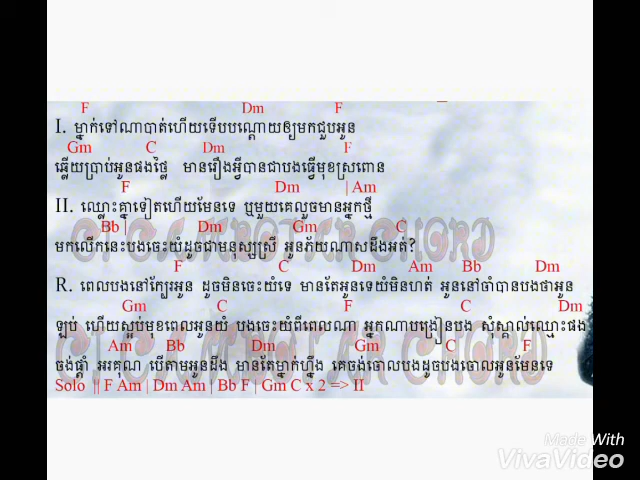 F Dm F
I. ម្នាក់ទៅណាបាត់ហើយទើបបណ្ដោយឲ្យមកជួបអូន
Gm C Dm F
ឆ្លើយប្រាប់អូនផងថ្លៃ មានរឿងអ្វីបានជាបងធ្វើមុខស្រពោន
F Dm | Am
II. ឈ្លោះគ្នាទៀតហើយមែនទេ ឬមួយគេលួចមានអ្នកថ្មី
Bb | Dm Gm C
មកលើកនេះបងចេះយំដូចជាមនុស្សស្រី អូនភ័យណាសដឹងអត់?
F C Dm Am Bb Dm
R. ពេលបងនៅក្បែរអូន ដូចមិនចេះយំទេ មានតែអូនទេយំមិនហត់ អូននៅចាំបានបងថាអូន
Gm C F C Dm
ឡប់ ហើយស្អប់មុខពេលអូនយំ បងចេះយំពីពេលណា អ្នកណាបង្រៀនបង សុំស្គាល់ឈ្មោះផង
Am Bb Dm Gm C F
ចង់ផ្ដាំ អរគុណ បើតាមអូនដឹង មានតែម្នាក់ហ្នឹង គេចង់ចោលបងដូចបងចោលអូនមែនទេ
Solo || F Am | Dm Am | Bb F | Gm C x 2 => II
Made With
VivaVideo